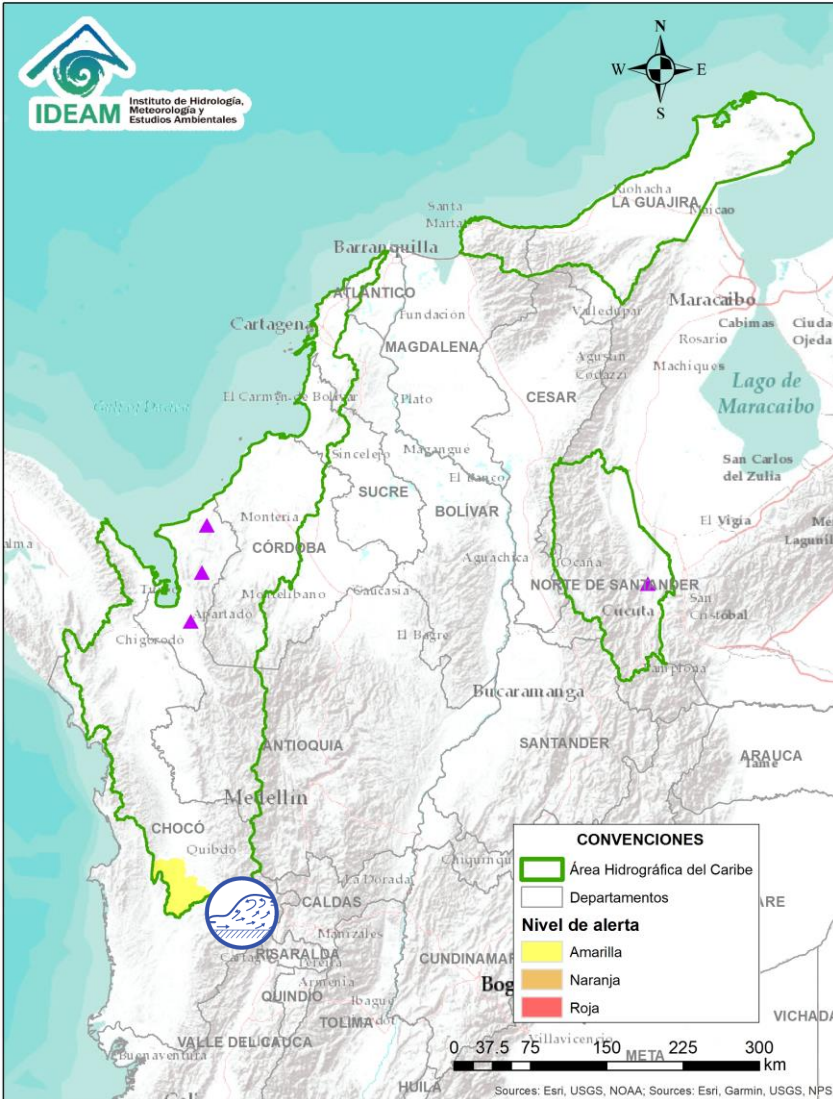 N
W
E
S
IDEAM
Instituto de Hidrología,
Meteorología y
Estudios Ambientales
Riohacha
LA GUAJIRA
Santa
Marta
Maicao
Barranquilla
ATLÁNTICO
Maracaibo
Fundación
Valledupar
Cabimas
Ciudad
Ojeda
Cartagena
Rosario
MAGDALENA
Agustín
Codazzi
Machiques
Lago de
Maracaibo
CESAR
El Carmen de Bolívar
Plato
Magangué
Sincelejo
San Carlos
del Zulia
SUCRE
El Banco
BOLÍVAR
Montería
El Vigía
CÓRDOBA
Aguachica
Ocaña
NORTE DE SANTANDER
Turbo
Montelíbano
Caucasia
San
Cristóbal
Apartadó
Cúcuta
Chigorodó
El Bagre
Pamplona
Bucaramanga
ANTIOQUIA
SANTANDER
ARAUCA
Tame
Medellín
CHOCÓ
Quibdó
CONVENCIONES
Área Hidrográfica del Caribe
Departamentos
Nivel de alerta
Amarilla
Naranja
Roja
La Dorada
CALDAS
Manizales
RISARALDA
Pereira
Armenia
QUINDIO
Ibagué
TOLIMA
VALLE DEL CAUCA
Buenaventura
Villavicencio
META
VICHADA
HUILA
0 37.5 75 150 225 300
km
Sources: Esri, USGS, NOAA; Sources: Esri, Garmin, USGS, NPS